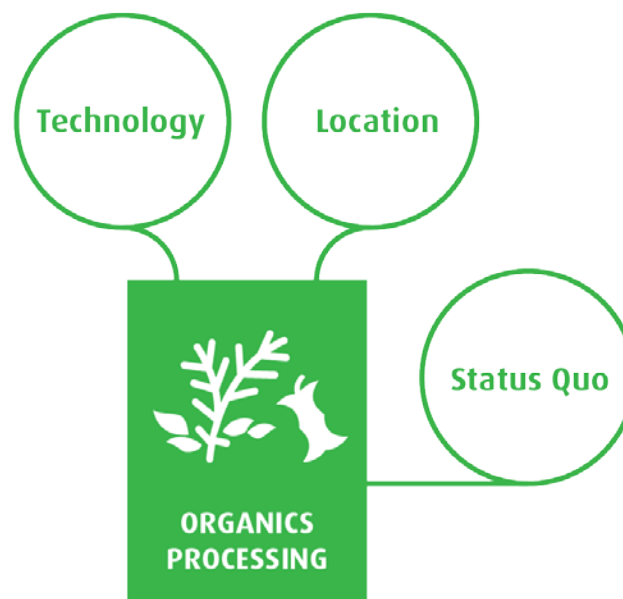 Technology
Location
Status Quo
ORGANICS
PROCESSING